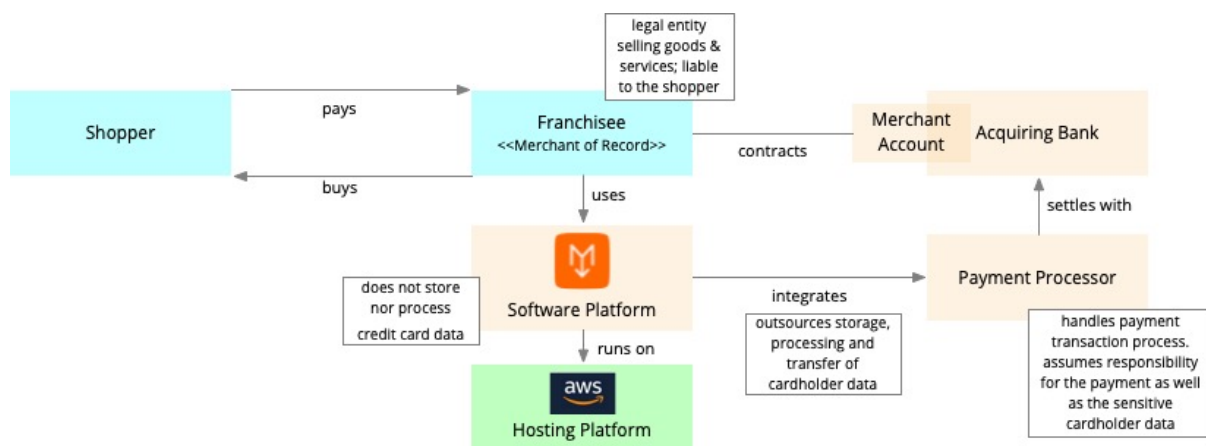 legal entity
selling goods &
services; liable
to the shopper
pays
Shopper
Franchisee
<<Merchant of Record>>
contracts
Merchant
Account
Acquiring Bank
buys
uses
settles with
does not store
nor process
credit card data
Software Platform
integrates
outsources storage,
processing and
transfer of
cardholder data
Payment Processor
handles payment
transaction process.
assumes responsibility
for the payment as well
as the sensitive
cardholder data
runs on
aws
Hosting Platform